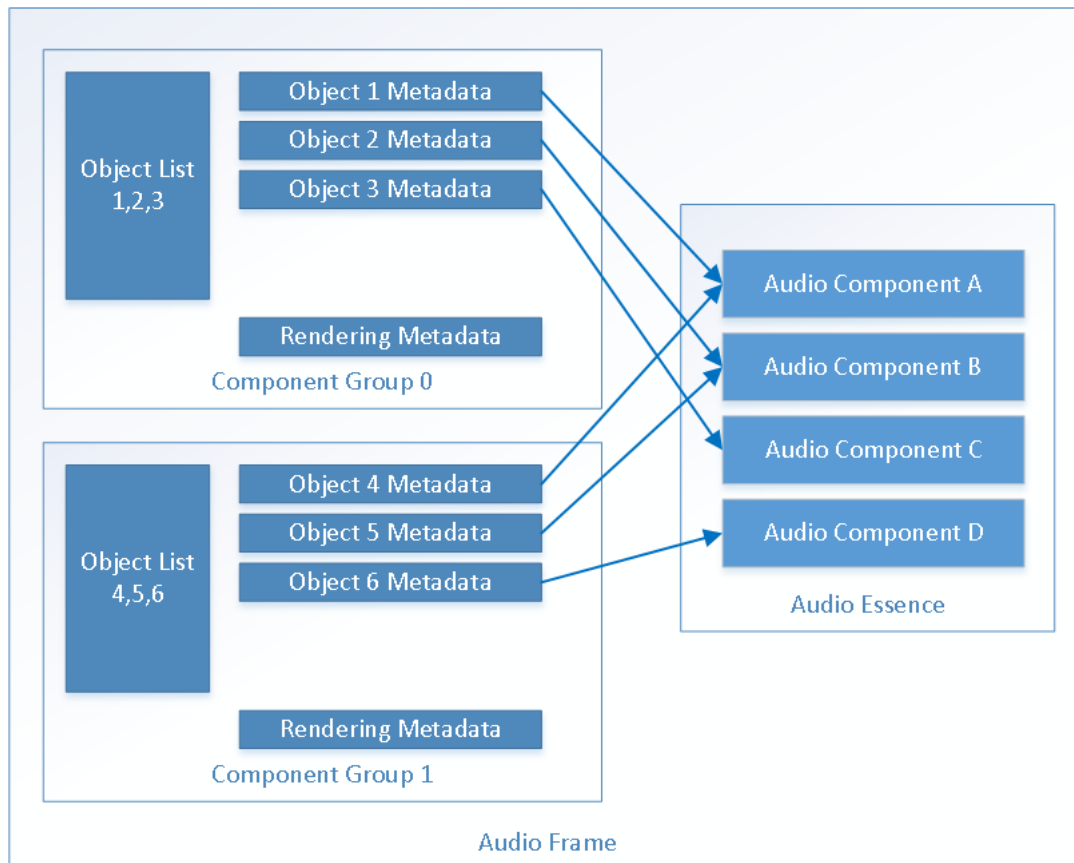 Object List
1,2,3
Object 1 Metadata
Object 2 Metadata
Object 3 Metadata
Rendering Metadata
Component Group 0
Object List
4,5,6
Object 4 Metadata
Object 5 Metadata
Object 6 Metadata
Rendering Metadata
Component Group 1
Audio Component A
Audio Component B
Audio Component C
Audio Component D
Audio Essence
Audio Frame